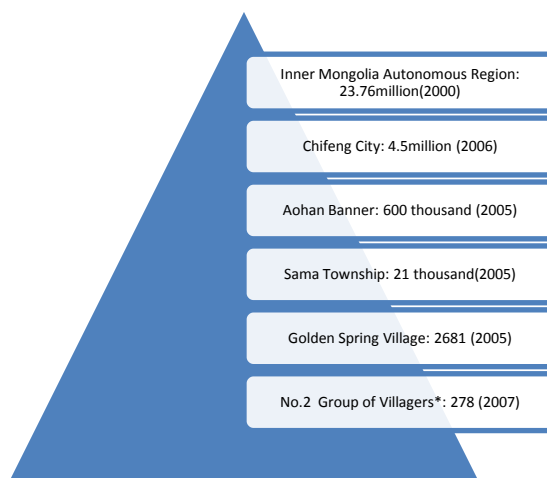 Inner Mongolia Autonomous Region:
23.76million(2000)
Chifeng City: 4.5million (2006)
Aohan Banner: 600 thousand (2005)
Sama Township: 21 thousand(2005)
Golden Spring Village: 2681 (2005)
No.2 Group of Villagers*: 278 (2007)